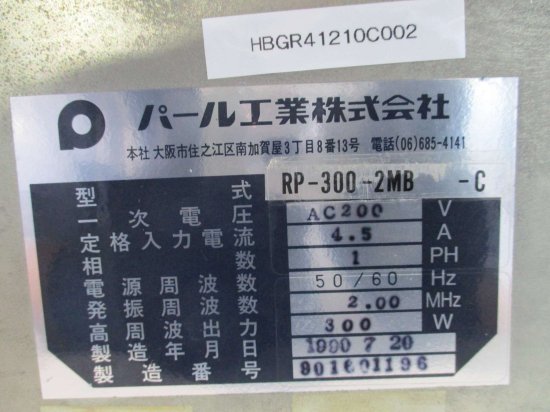 HBGR41210C002
パール工業株式会社
本社 大阪市住之江区南加賀屋3丁目8番13号 電話(06)685-4141
型式 RP-300-2MB -C
一次電圧 AC200 V
定格入力電流 4.5 A
相数 1 PH
電源周波数 50/60 Hz
発振周波数 2.00 MHz
高周波出力 300 W
製造年月日 1990 7 20
製造番号 901601196